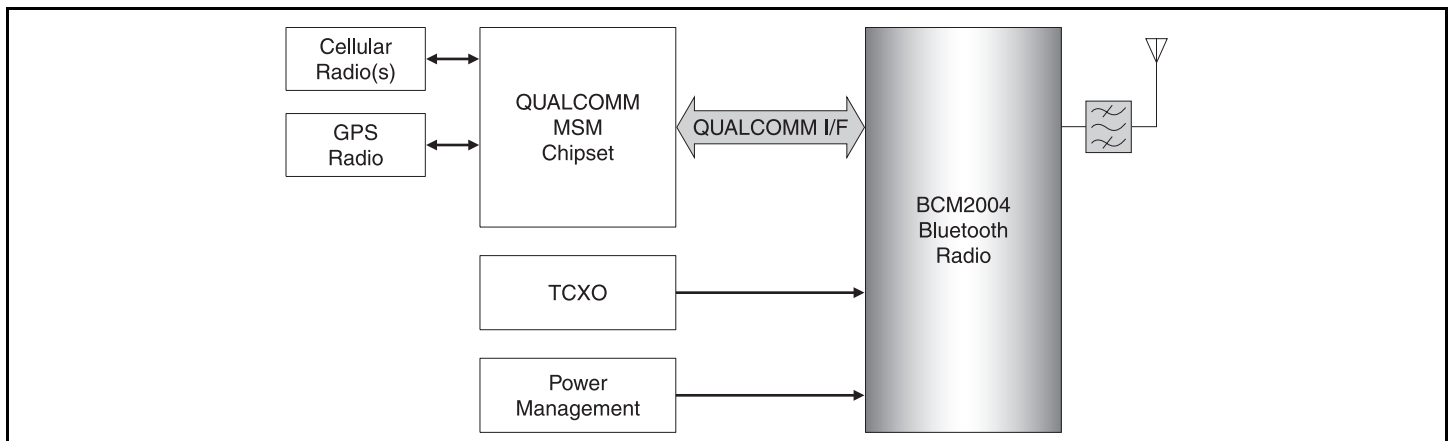 Cellular
Radio(s)
GPS
Radio
QUALCOMM
MSM
Chipset
QUALCOMM I/F
BCM2004
Bluetooth
Radio
TCXO
Power
Management